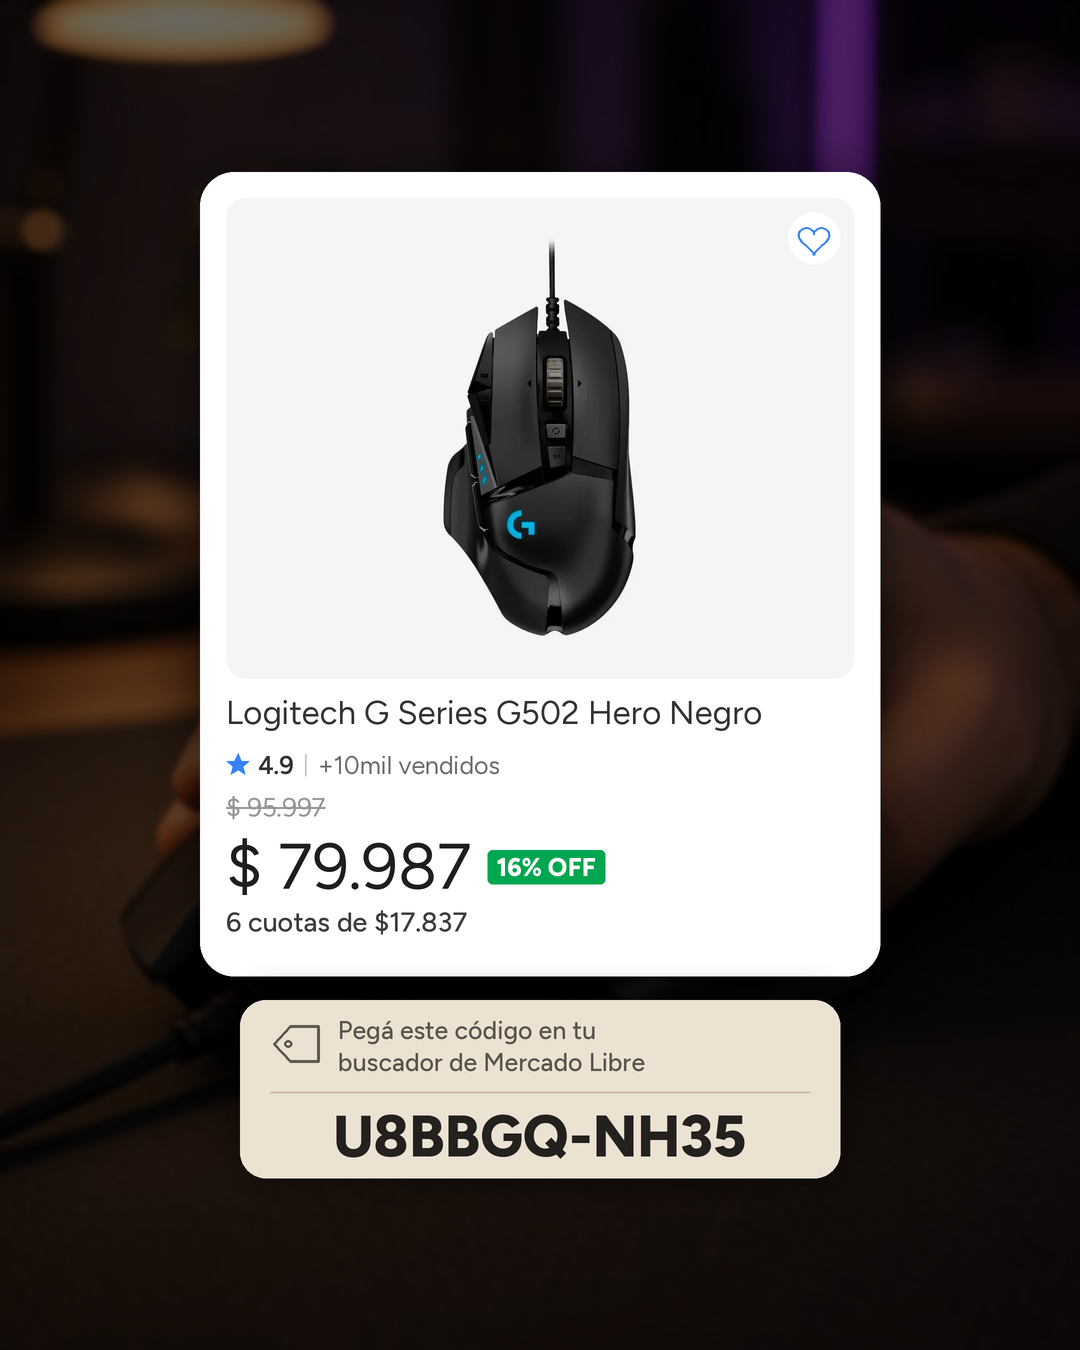 Logitech G Series G502 Hero Negro
4.9 | +10mil vendidos
$ 95.997
$ 79.987 16% OFF
6 cuotas de $17.837
Pegá este código en tu
buscador de Mercado Libre
U8BBGQ-NH35